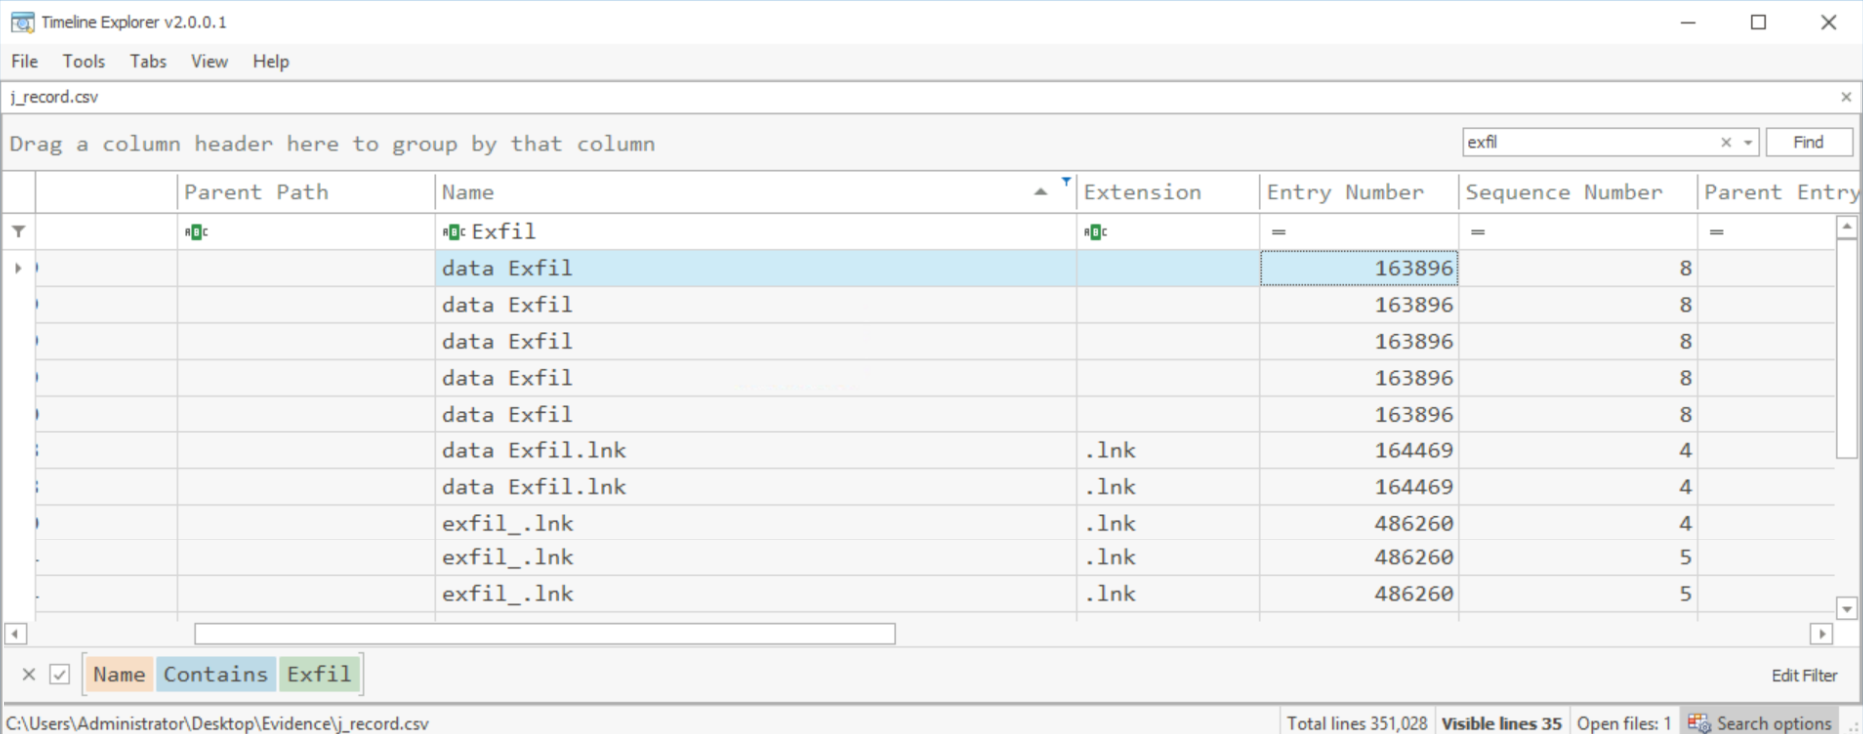 Timeline Explorer v2.0.0.1
File Tools Tabs View Help
j_record.csv
Drag a column header here to group by that column
exfil
Find
Parent Path Name Extension Entry Number Sequence Number Parent Entry
Exfil = = =
data Exfil 163896 8
data Exfil 163896 8
data Exfil 163896 8
data Exfil 163896 8
data Exfil 163896 8
data Exfil.lnk .lnk 164469 4
data Exfil.lnk .lnk 164469 4
exfil_.lnk .lnk 486260 4
exfil_.lnk .lnk 486260 5
exfil_.lnk .lnk 486260 5
Name Contains Exfil Edit Filter
C:\Users\Administrator\Desktop\Evidence\j_record.csv Total lines 351,028 Visible lines 35 Open files: 1 Search options